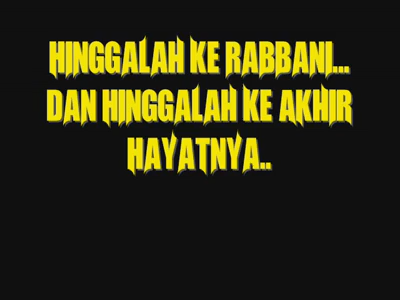 HINGGALAH KE RABBANI...
DAN HINGGALAH KE AKHIR
HAYATNYA..